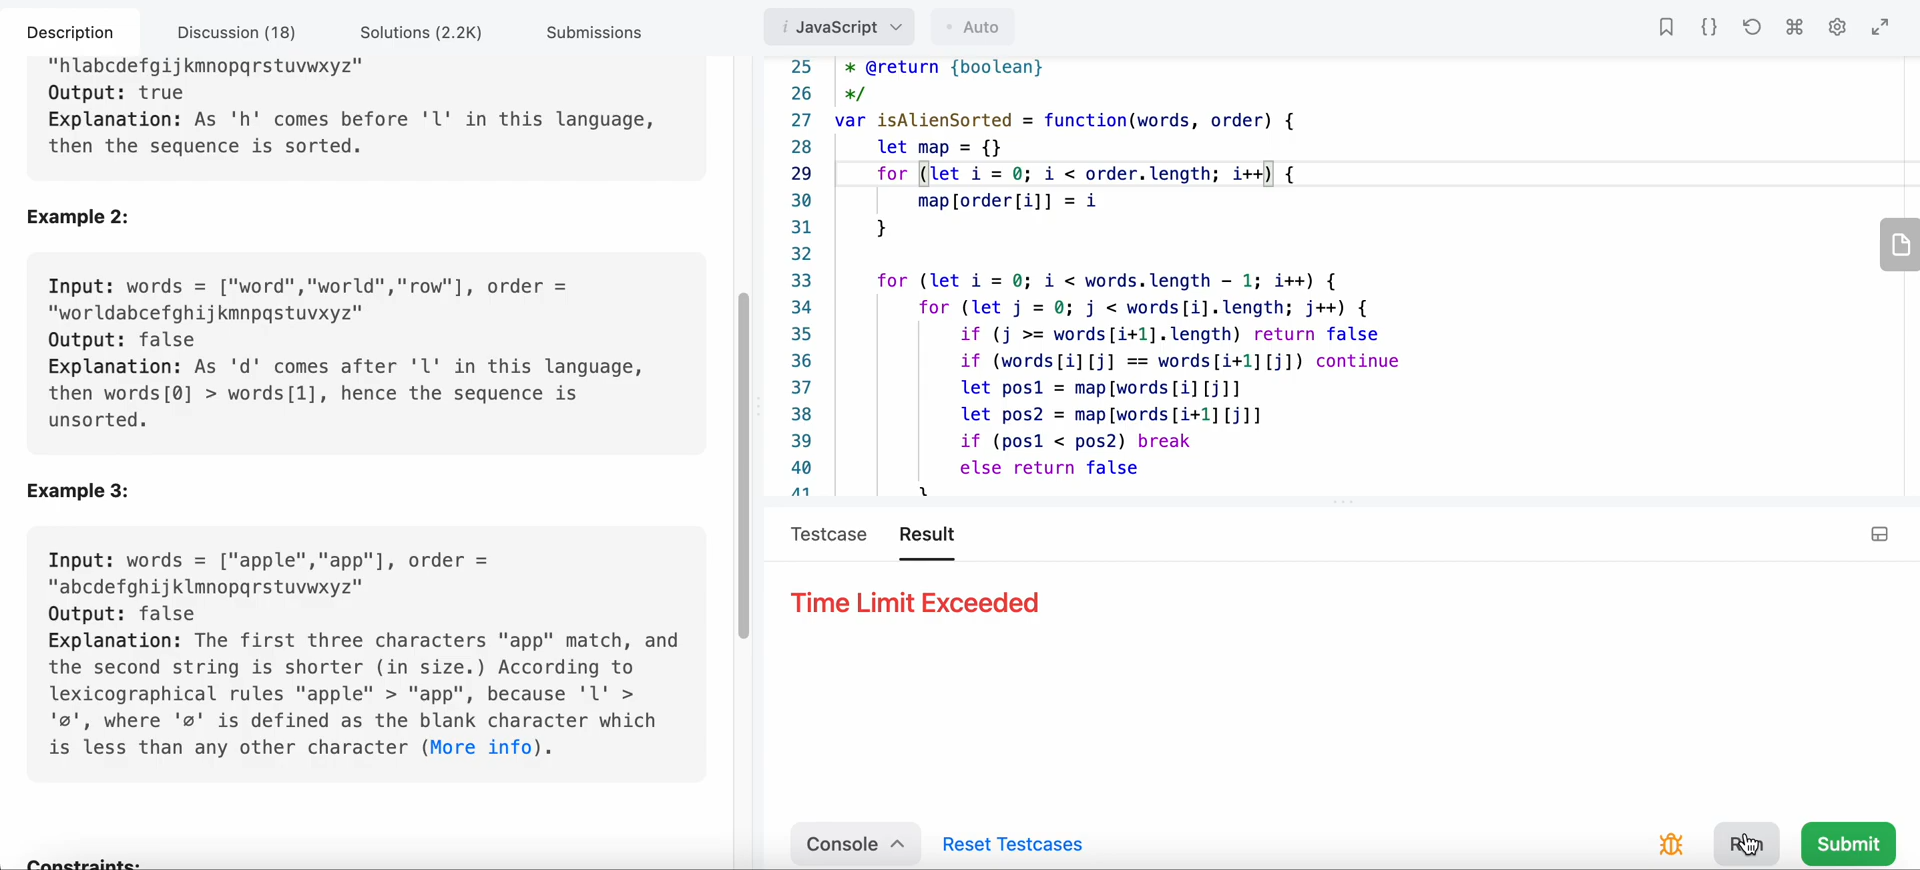 Description
Discussion (18)
Solutions (2.2K)
Submissions
"hlabcdefgijkmnopqrstuvwxyz"
Output: true
Explanation: As 'h' comes before 'l' in this language,
then the sequence is sorted.
Example 2:
Input: words = ["word","world","row"], order =
"worldabcefghijkmnpqstuvxyz"
Output: false
Explanation: As 'd' comes after 'l' in this language,
then words[0] > words[1], hence the sequence is
unsorted.
Example 3:
Input: words = ["apple","app"], order =
"abcdefghijklmnopqrstuvwxyz"
Output: false
Explanation: The first three characters "app" match, and
the second string is shorter (in size.) According to
lexicographical rules "apple" > "app", because 'l' >
'∅', where '∅' is defined as the blank character which
is less than any other character (More info).
Constraints:
i JavaScript
• Auto
25 * @return {boolean}
26 */
27 var isAlienSorted = function(words, order) {
28 let map = {}
29 for (let i = 0; i < order.length; i++) {
30 map[order[i]] = i
31 }
32
33 for (let i = 0; i < words.length - 1; i++) {
34 for (let j = 0; j < words[i].length; j++) {
35 if (j >= words[i+1].length) return false
36 if (words[i][j] == words[i+1][j]) continue
37 let pos1 = map[words[i][j]]
38 let pos2 = map[words[i+1][j]]
39 if (pos1 < pos2) break
40 else return false
41 }
Testcase
Result
Time Limit Exceeded
Console
Reset Testcases
Run
Submit